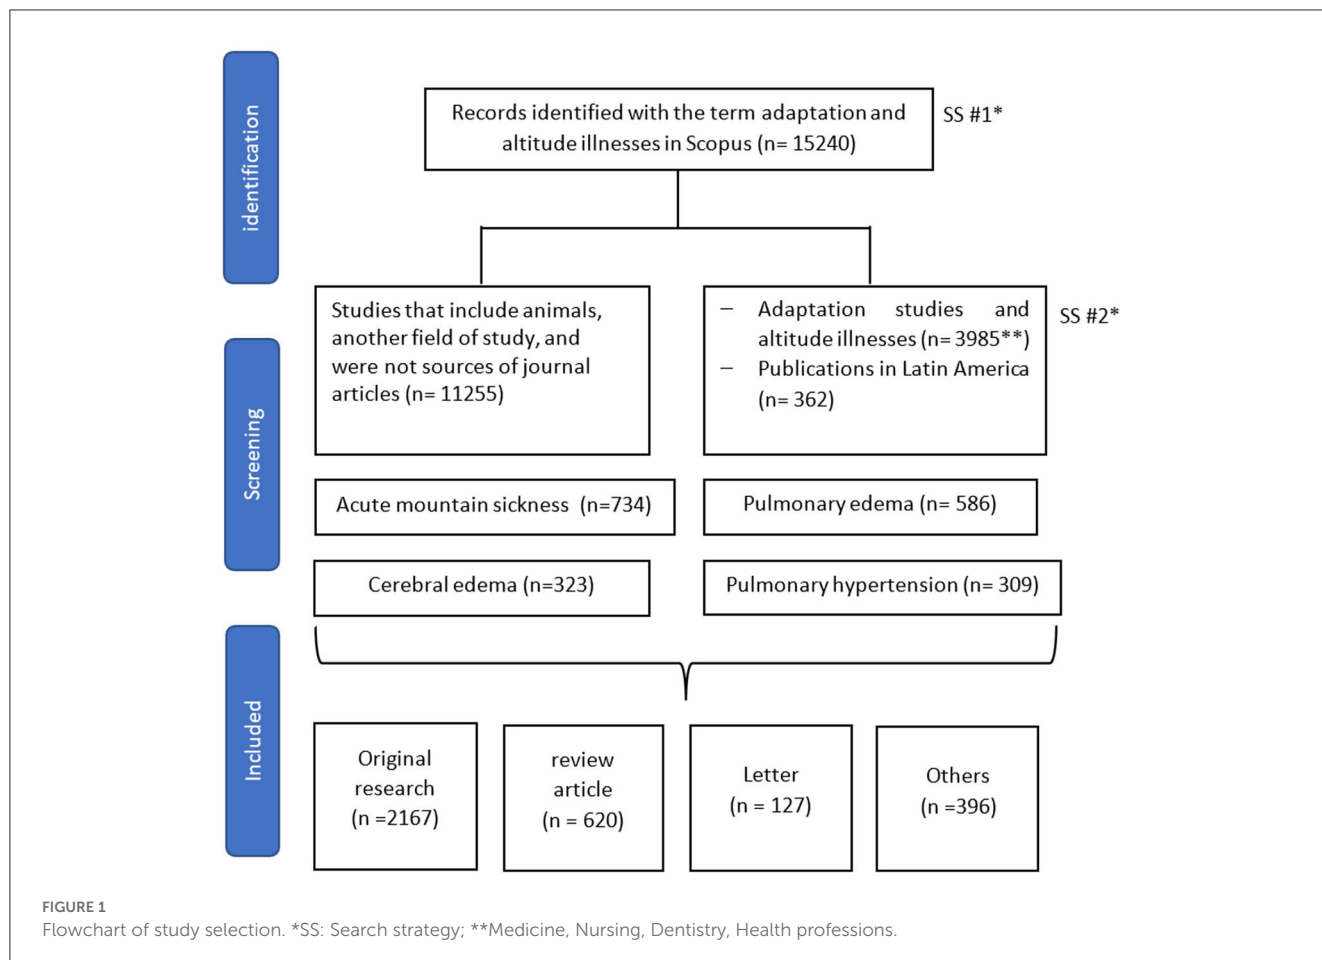 identification
Records identified with the term adaptation and
altitude illnesses in Scopus (n= 15240)
SS #1*
Studies that include animals,
another field of study, and
were not sources of journal
articles (n= 11255)
– Adaptation studies and
altitude illnesses (n= 3985**)
– Publications in Latin America
(n= 362)
SS #2*
Screening
Acute mountain sickness (n=734)
Pulmonary edema (n= 586)
Cerebral edema (n=323)
Pulmonary hypertension (n= 309)
Included
Original
research
(n =2167)
review
article
(n = 620)
Letter
(n = 127)
Others
(n =396)
FIGURE 1
Flowchart of study selection. *SS: Search strategy; **Medicine, Nursing, Dentistry, Health professions.